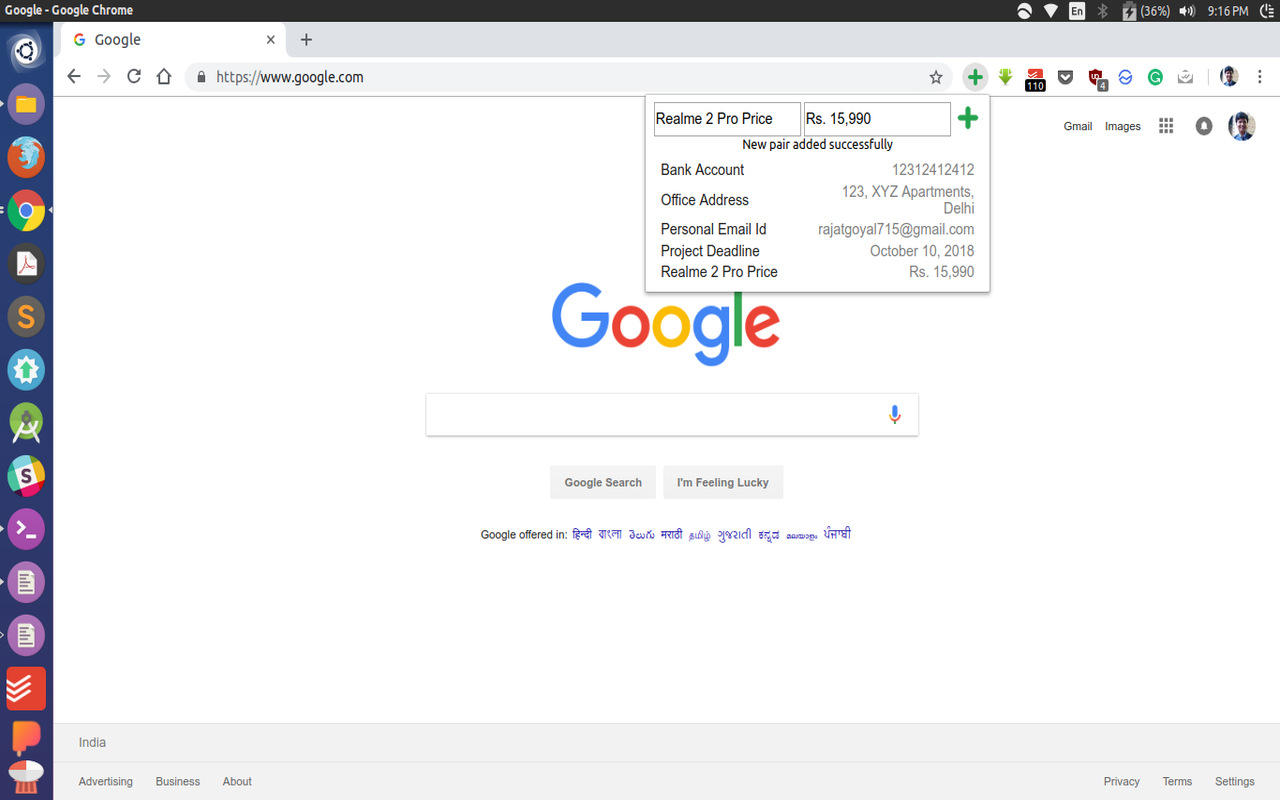 Google - Google Chrome
En
(36%)
9:16 PM
Google
https://www.google.com
110
4
Realme 2 Pro Price
Rs. 15,990
New pair added successfully
Bank Account 12312412412
Office Address 123, XYZ Apartments,
Delhi
Personal Email Id rajatgoyal715@gmail.com
Project Deadline October 10, 2018
Realme 2 Pro Price Rs. 15,990
Gmail Images
Google
Google Search
I'm Feeling Lucky
Google offered in: हिन्दी বাংলা తెలుగు मराठी தமிழ் ગુજરાતી ಕನ್ನಡ മലയാളം ਪੰਜਾਬੀ
India
Advertising Business About
Privacy Terms Settings